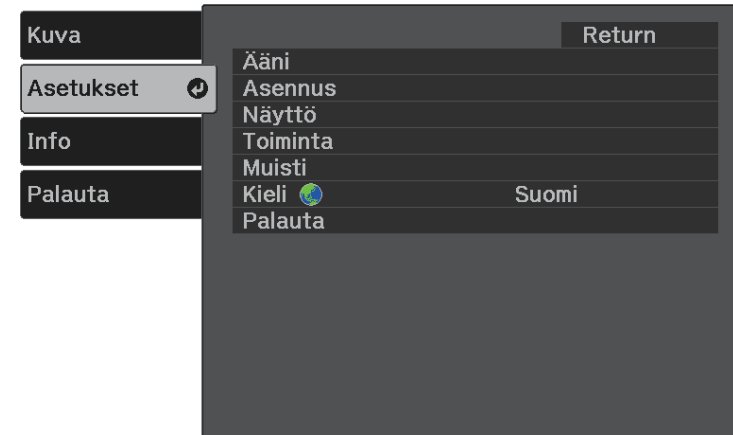 Kuva
Asetukset
Info
Palauta
Return
Ääni
Asennus
Näyttö
Toiminta
Muisti
Kieli Suomi
Palauta